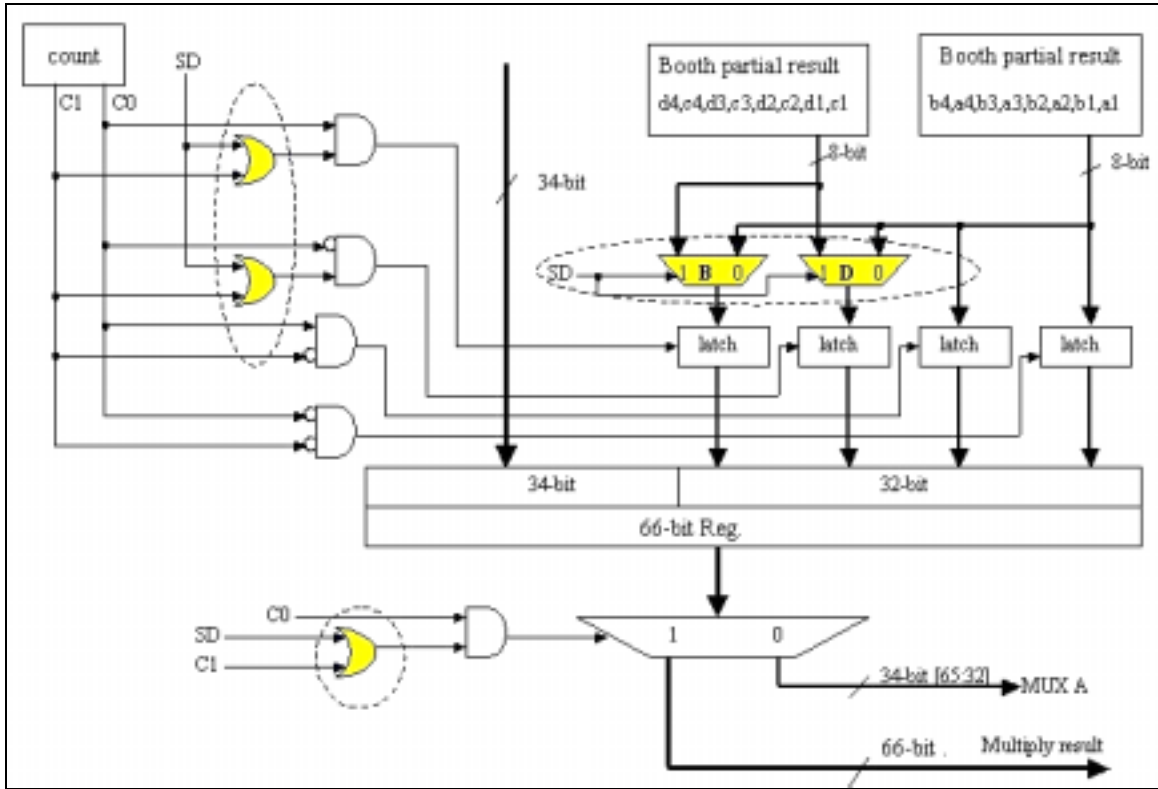 count
SD
C1 C0
Booth partial result
d4,c4,d3,c3,d2,c2,d1,c1
Booth partial result
b4,a4,b3,a3,b2,a2,b1,a1
8-bit
8-bit
34-bit
SD
1 B 0
1 D 0
latch
latch
latch
latch
34-bit
32-bit
66-bit Reg.
C0
SD
C1
1 0
34-bit [65:32]
MUX A
66-bit .
Multiply result